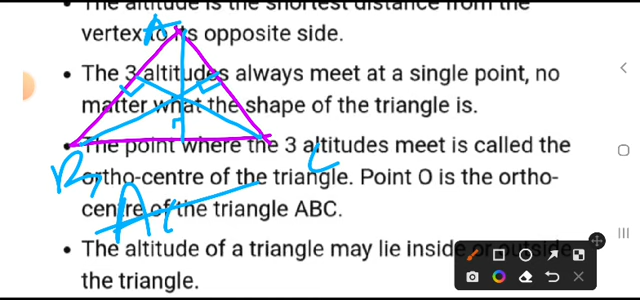 The altitude is the shortest distance from the
vertex to its opposite side.
A
• The 3 altitudes always meet at a single point, no
matter what the shape of the triangle is.
• The point where the 3 altitudes meet is called the
B
C
ortho-centre of the triangle. Point O is the ortho-
centre of the triangle ABC.
• The altitude of a triangle may lie inside or outside
the triangle.